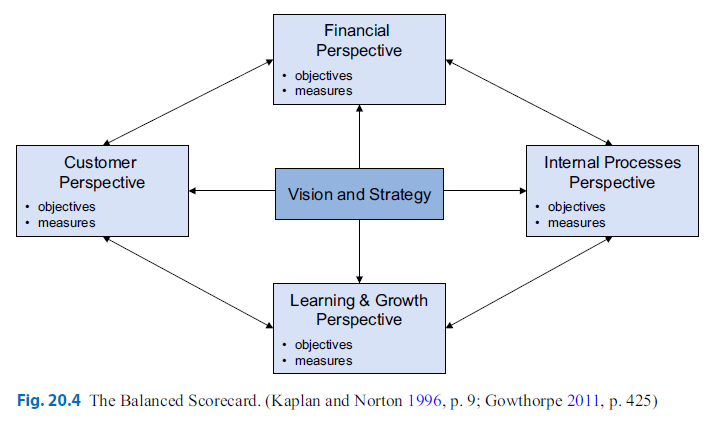 Financial
Perspective
• objectives
• measures
Customer
Perspective
• objectives
• measures
Vision and Strategy
Internal Processes
Perspective
• objectives
• measures
Learning & Growth
Perspective
• objectives
• measures
Fig. 20.4 The Balanced Scorecard. (Kaplan and Norton 1996, p. 9; Gowthorpe 2011, p. 425)